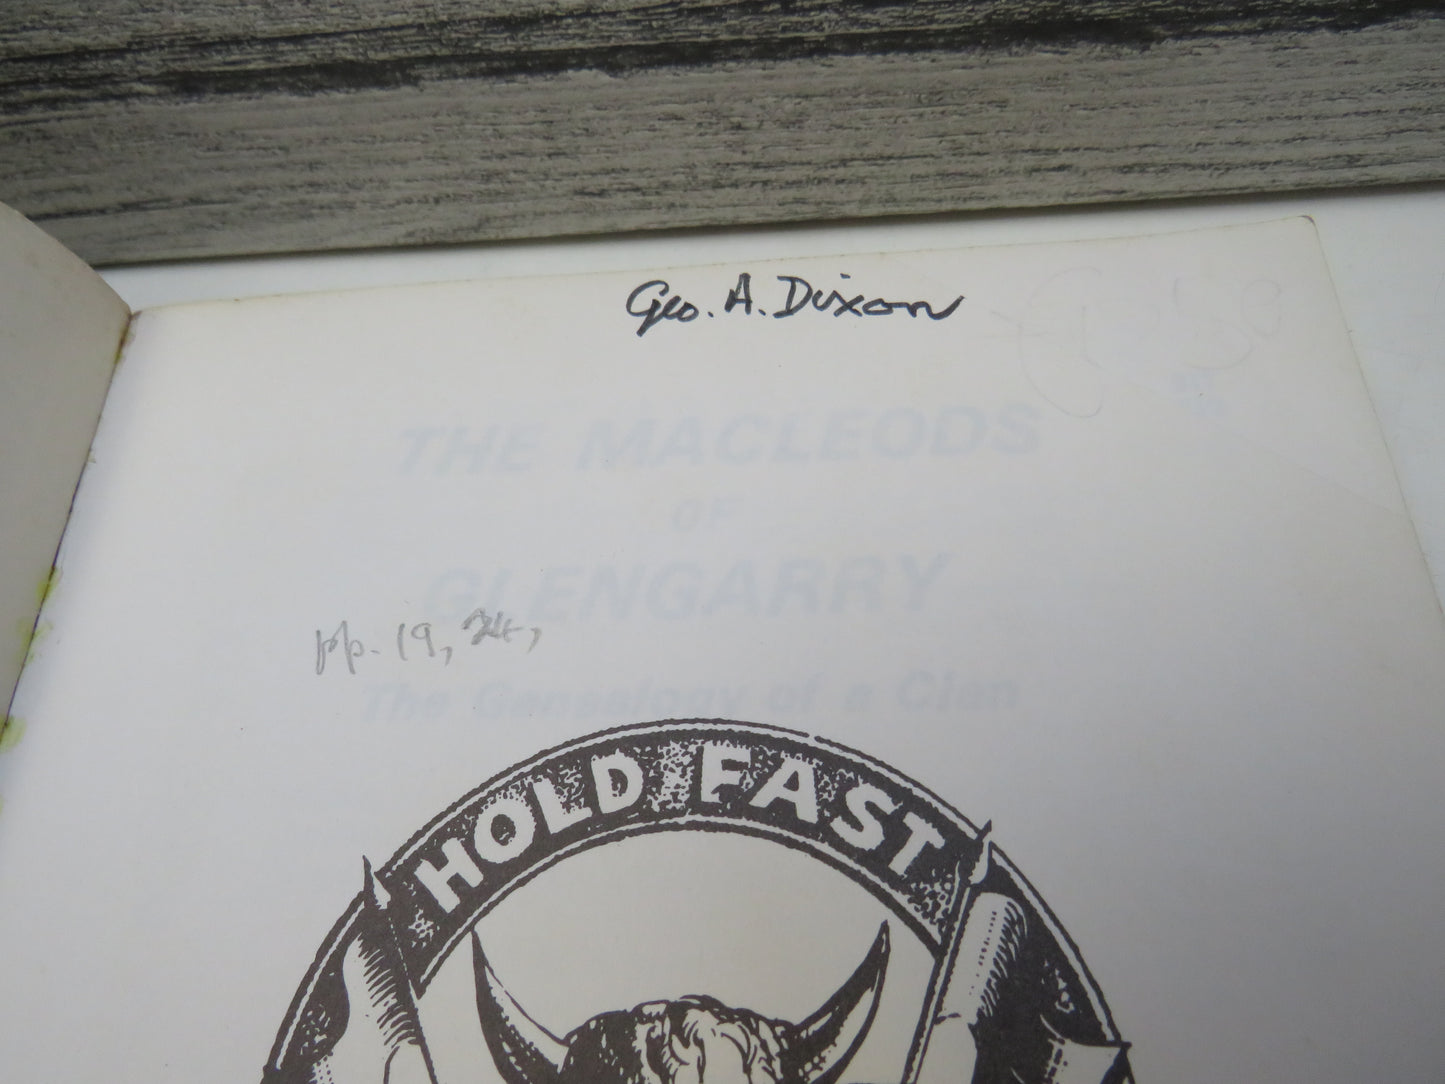 Geo. A. Dixon
THE MACLEODS
OF
GLENGARRY
pp. 19, 24,
The Genealogy of a Clan
HOLD FAST